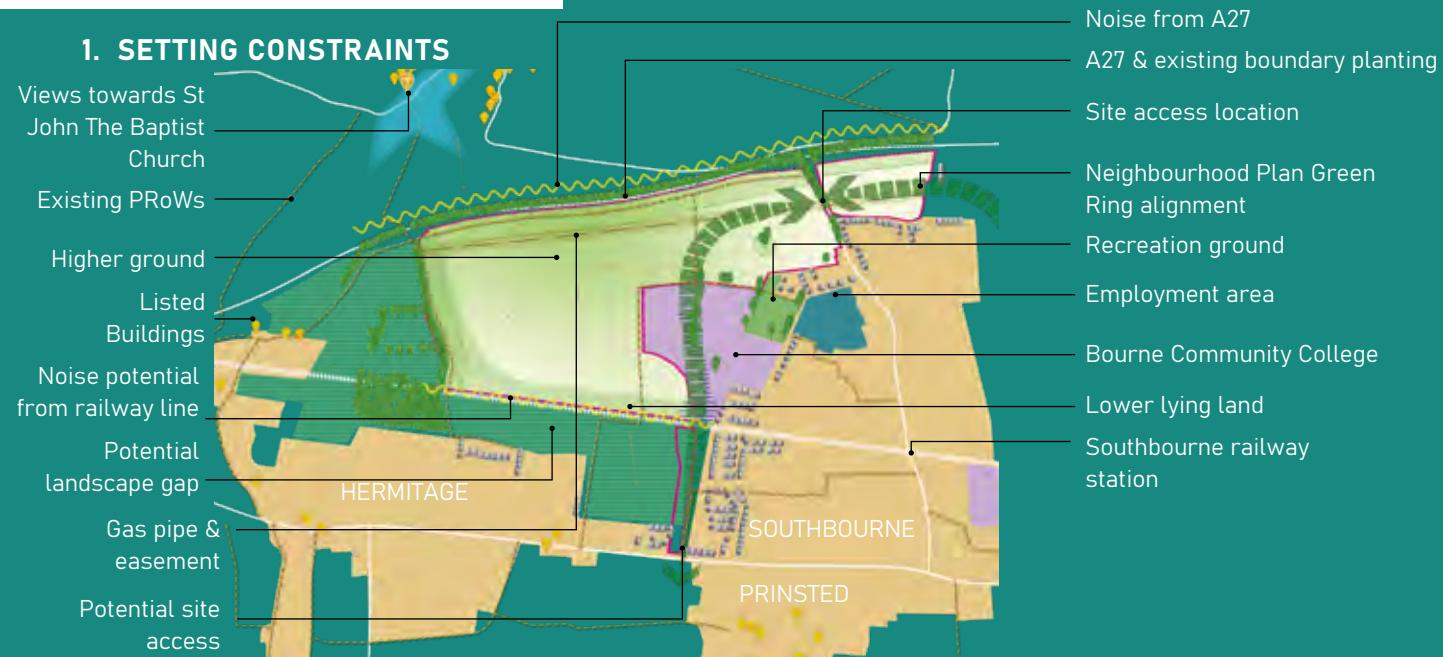 1. SETTING CONSTRAINTS
Views towards St
John The Baptist
Church
Existing PRoWs
Higher ground
Listed
Buildings
Noise potential
from railway line
Potential
landscape gap
Gas pipe &
easement
Potential site
access
HERMITAGE
SOUTHBOURNE
PRINSTED
Noise from A27
A27 & existing boundary planting
Site access location
Neighbourhood Plan Green
Ring alignment
Recreation ground
Employment area
Bourne Community College
Lower lying land
Southbourne railway
station